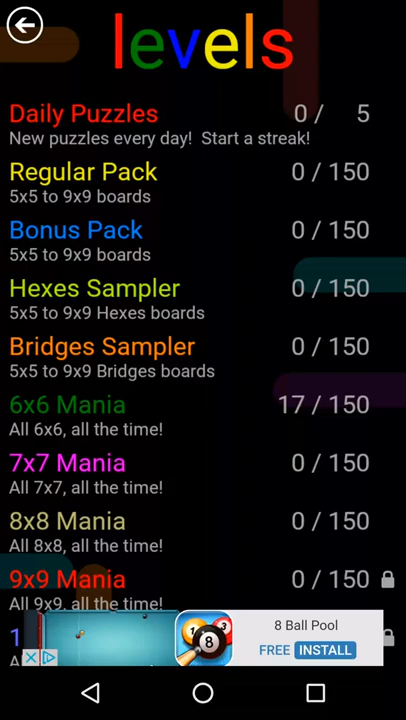 levels
Daily Puzzles 0 / 5
New puzzles every day! Start a streak!
Regular Pack 0 / 150
5x5 to 9x9 boards
Bonus Pack 0 / 150
5x5 to 9x9 boards
Hexes Sampler 0 / 150
5x5 to 9x9 Hexes boards
Bridges Sampler 0 / 150
5x5 to 9x9 Bridges boards
6x6 Mania 17 / 150
All 6x6, all the time!
7x7 Mania 0 / 150
All 7x7, all the time!
8x8 Mania 0 / 150
All 8x8, all the time!
9x9 Mania 0 / 150
All 9x9, all the time!
1
8 Ball Pool
FREE INSTALL
1 3
8